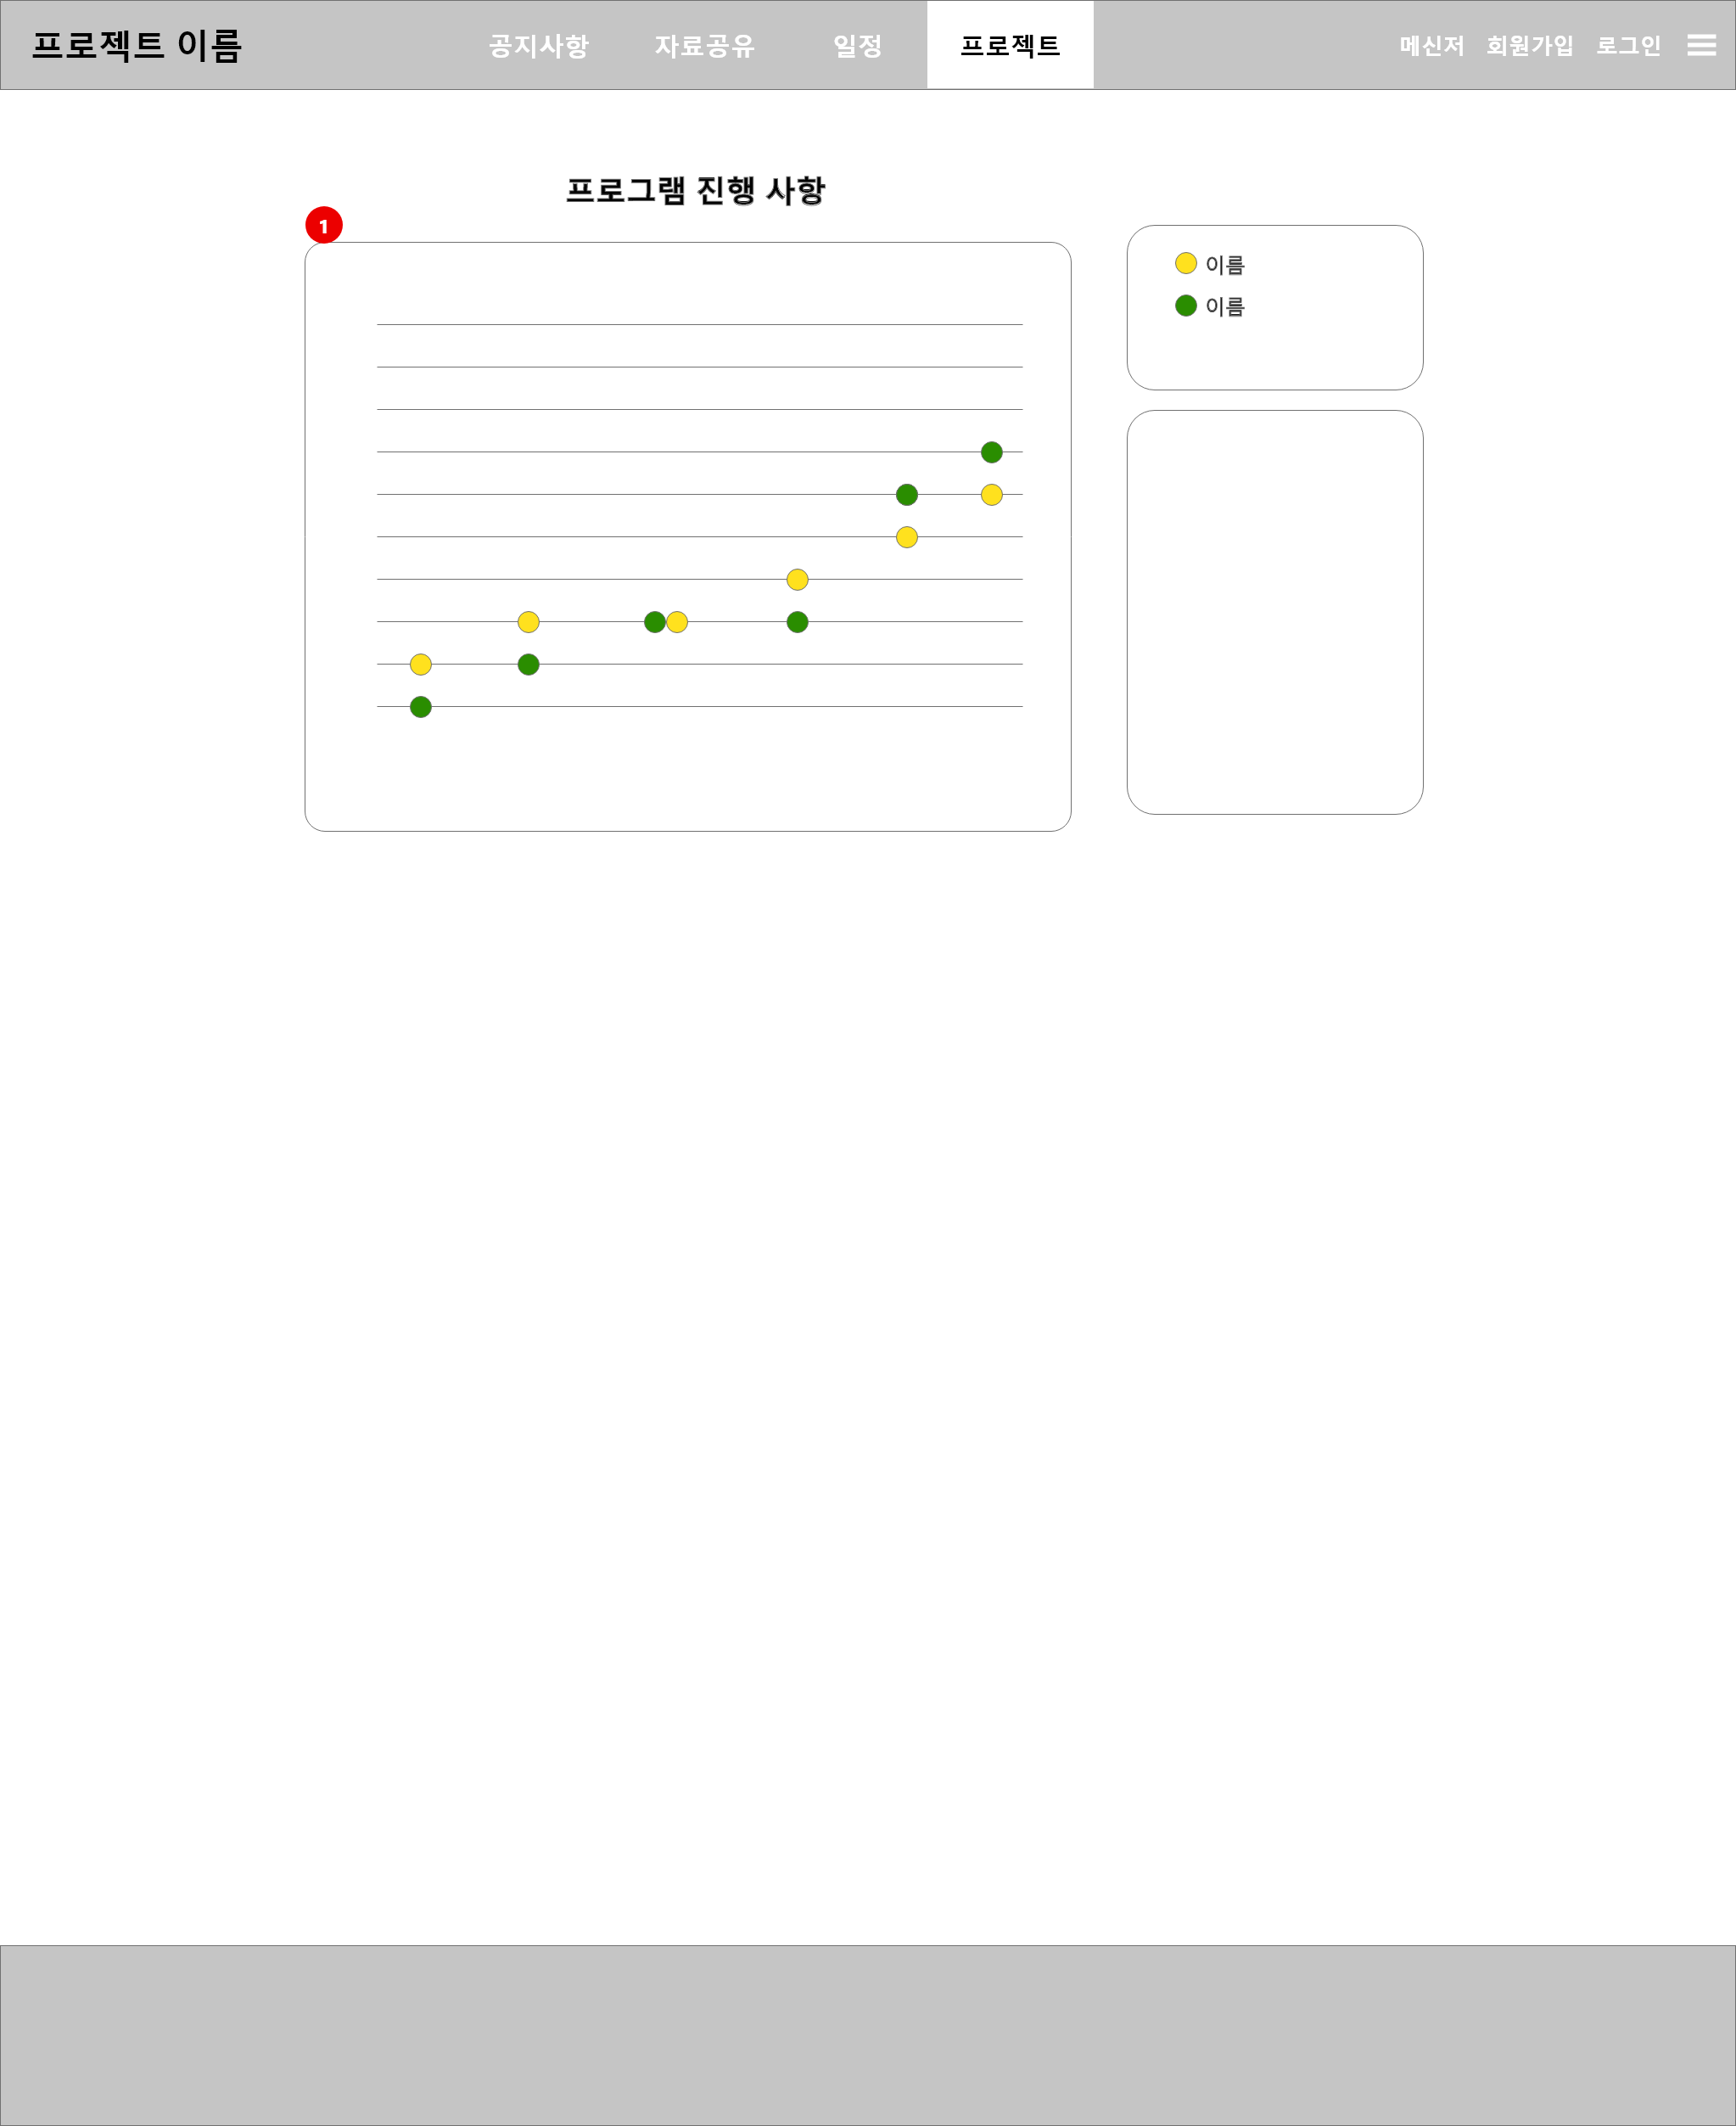 프로젝트 이름 공지사항 자료공유 일정 프로젝트 메신저 회원가입 로그인
프로그램 진행 사항
1
이름
이름